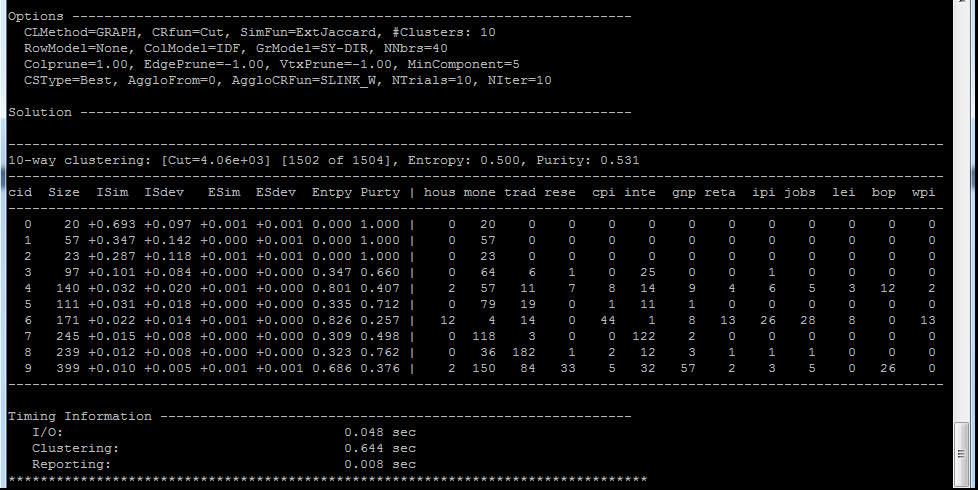 Options -----------------------------------------------------------------------
  CLMethod=GRAPH, CRfun=Cut, SimFun=ExtJaccard, #Clusters: 10
  RowModel=None, ColModel=IDF, GrModel=SY-DIR, NNbrs=40
  Colprune=1.00, EdgePrune=-1.00, VtxPrune=-1.00, MinComponent=5
  CSType=Best, AggloFrom=0, AggloCRFun=SLINK_W, NTrials=10, NIter=10
Solution ----------------------------------------------------------------------
---------------------------------------------------------------------------------------------------------------------
10-way clustering: [Cut=4.06e+03] [1502 of 1504], Entropy: 0.500, Purity: 0.531
---------------------------------------------------------------------------------------------------------------------
cid  Size  ISim  ISdev   ESim  ESdev  Entpy Purty | hous mone trad rese  cpi inte  gnp reta  ipi jobs  lei  bop  wpi
---------------------------------------------------------------------------------------------------------------------
  0    20 +0.693 +0.097 +0.001 +0.001 0.000 1.000 |    0   20    0    0    0    0    0    0    0    0    0    0    0
  1    57 +0.347 +0.142 +0.000 +0.001 0.000 1.000 |    0   57    0    0    0    0    0    0    0    0    0    0    0
  2    23 +0.287 +0.118 +0.001 +0.001 0.000 1.000 |    0   23    0    0    0    0    0    0    0    0    0    0    0
  3    97 +0.101 +0.084 +0.000 +0.000 0.347 0.660 |    0   64    6    1    0   25    0    0    1    0    0    0    0
  4   140 +0.032 +0.020 +0.001 +0.000 0.801 0.407 |    2   57   11    7    8   14    9    4    6    5    3   12    2
  5   111 +0.031 +0.018 +0.000 +0.000 0.335 0.712 |    0   79   19    0    1   11    1    0    0    0    0    0    0
  6   171 +0.022 +0.014 +0.001 +0.000 0.826 0.257 |   12    4   14    0   44    1    8   13   26   28    8    0   13
  7   245 +0.015 +0.008 +0.000 +0.000 0.309 0.498 |    0  118    3    0    0  122    2    0    0    0    0    0    0
  8   239 +0.012 +0.008 +0.001 +0.000 0.323 0.762 |    0   36  182    1    2   12    3    1    1    1    0    0    0
  9   399 +0.010 +0.005 +0.001 +0.000 0.686 0.376 |    2  150   84   33    5   32   57    2    3    5    0   26    0
---------------------------------------------------------------------------------------------------------------------
Timing Information -----------------------------------------------------------
   I/O:                                   0.048 sec
   Clustering:                            0.644 sec
   Reporting:                             0.008 sec
********************************************************************************